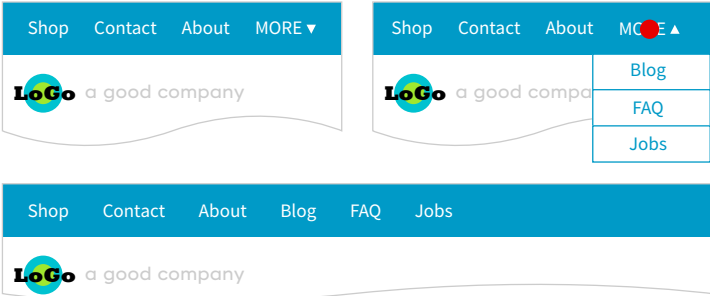 Shop Contact About MORE ▾
LoGo a good company
Shop Contact About MORE ▴
LoGo a good compa
Blog
FAQ
Jobs
Shop Contact About Blog FAQ Jobs
LoGo a good company